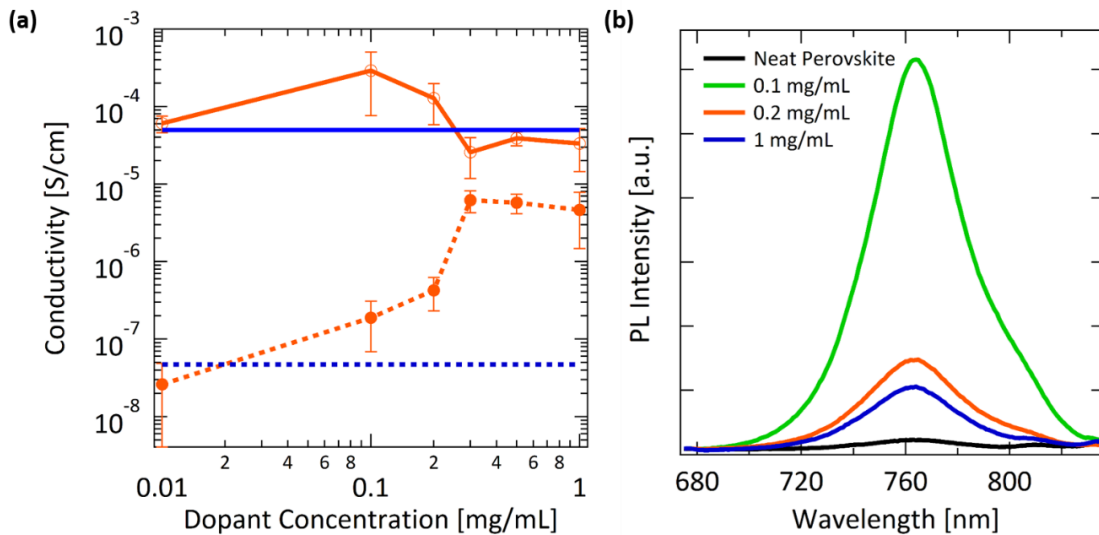 (a)
Conductivity [S/cm]
10-3
10-4
10-5
10-6
10-7
10-8
2 4 6 8 2 4 6 8
0.01 0.1 1
Dopant Concentration [mg/mL]
(b)
PL Intensity [a.u.]
Neat Perovskite
0.1 mg/mL
0.2 mg/mL
1 mg/mL
680 720 760 800
Wavelength [nm]